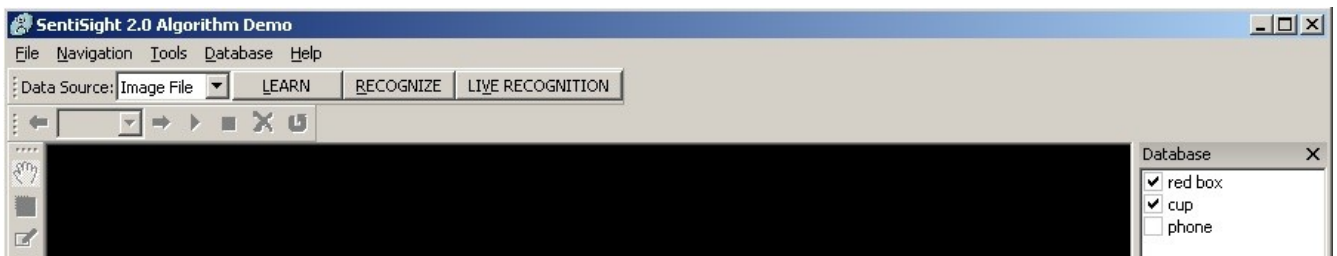 SentiSight 2.0 Algorithm Demo
File Navigation Tools Database Help
Data Source: Image File LEARN RECOGNIZE LIVE RECOGNITION
Database
red box
cup
phone